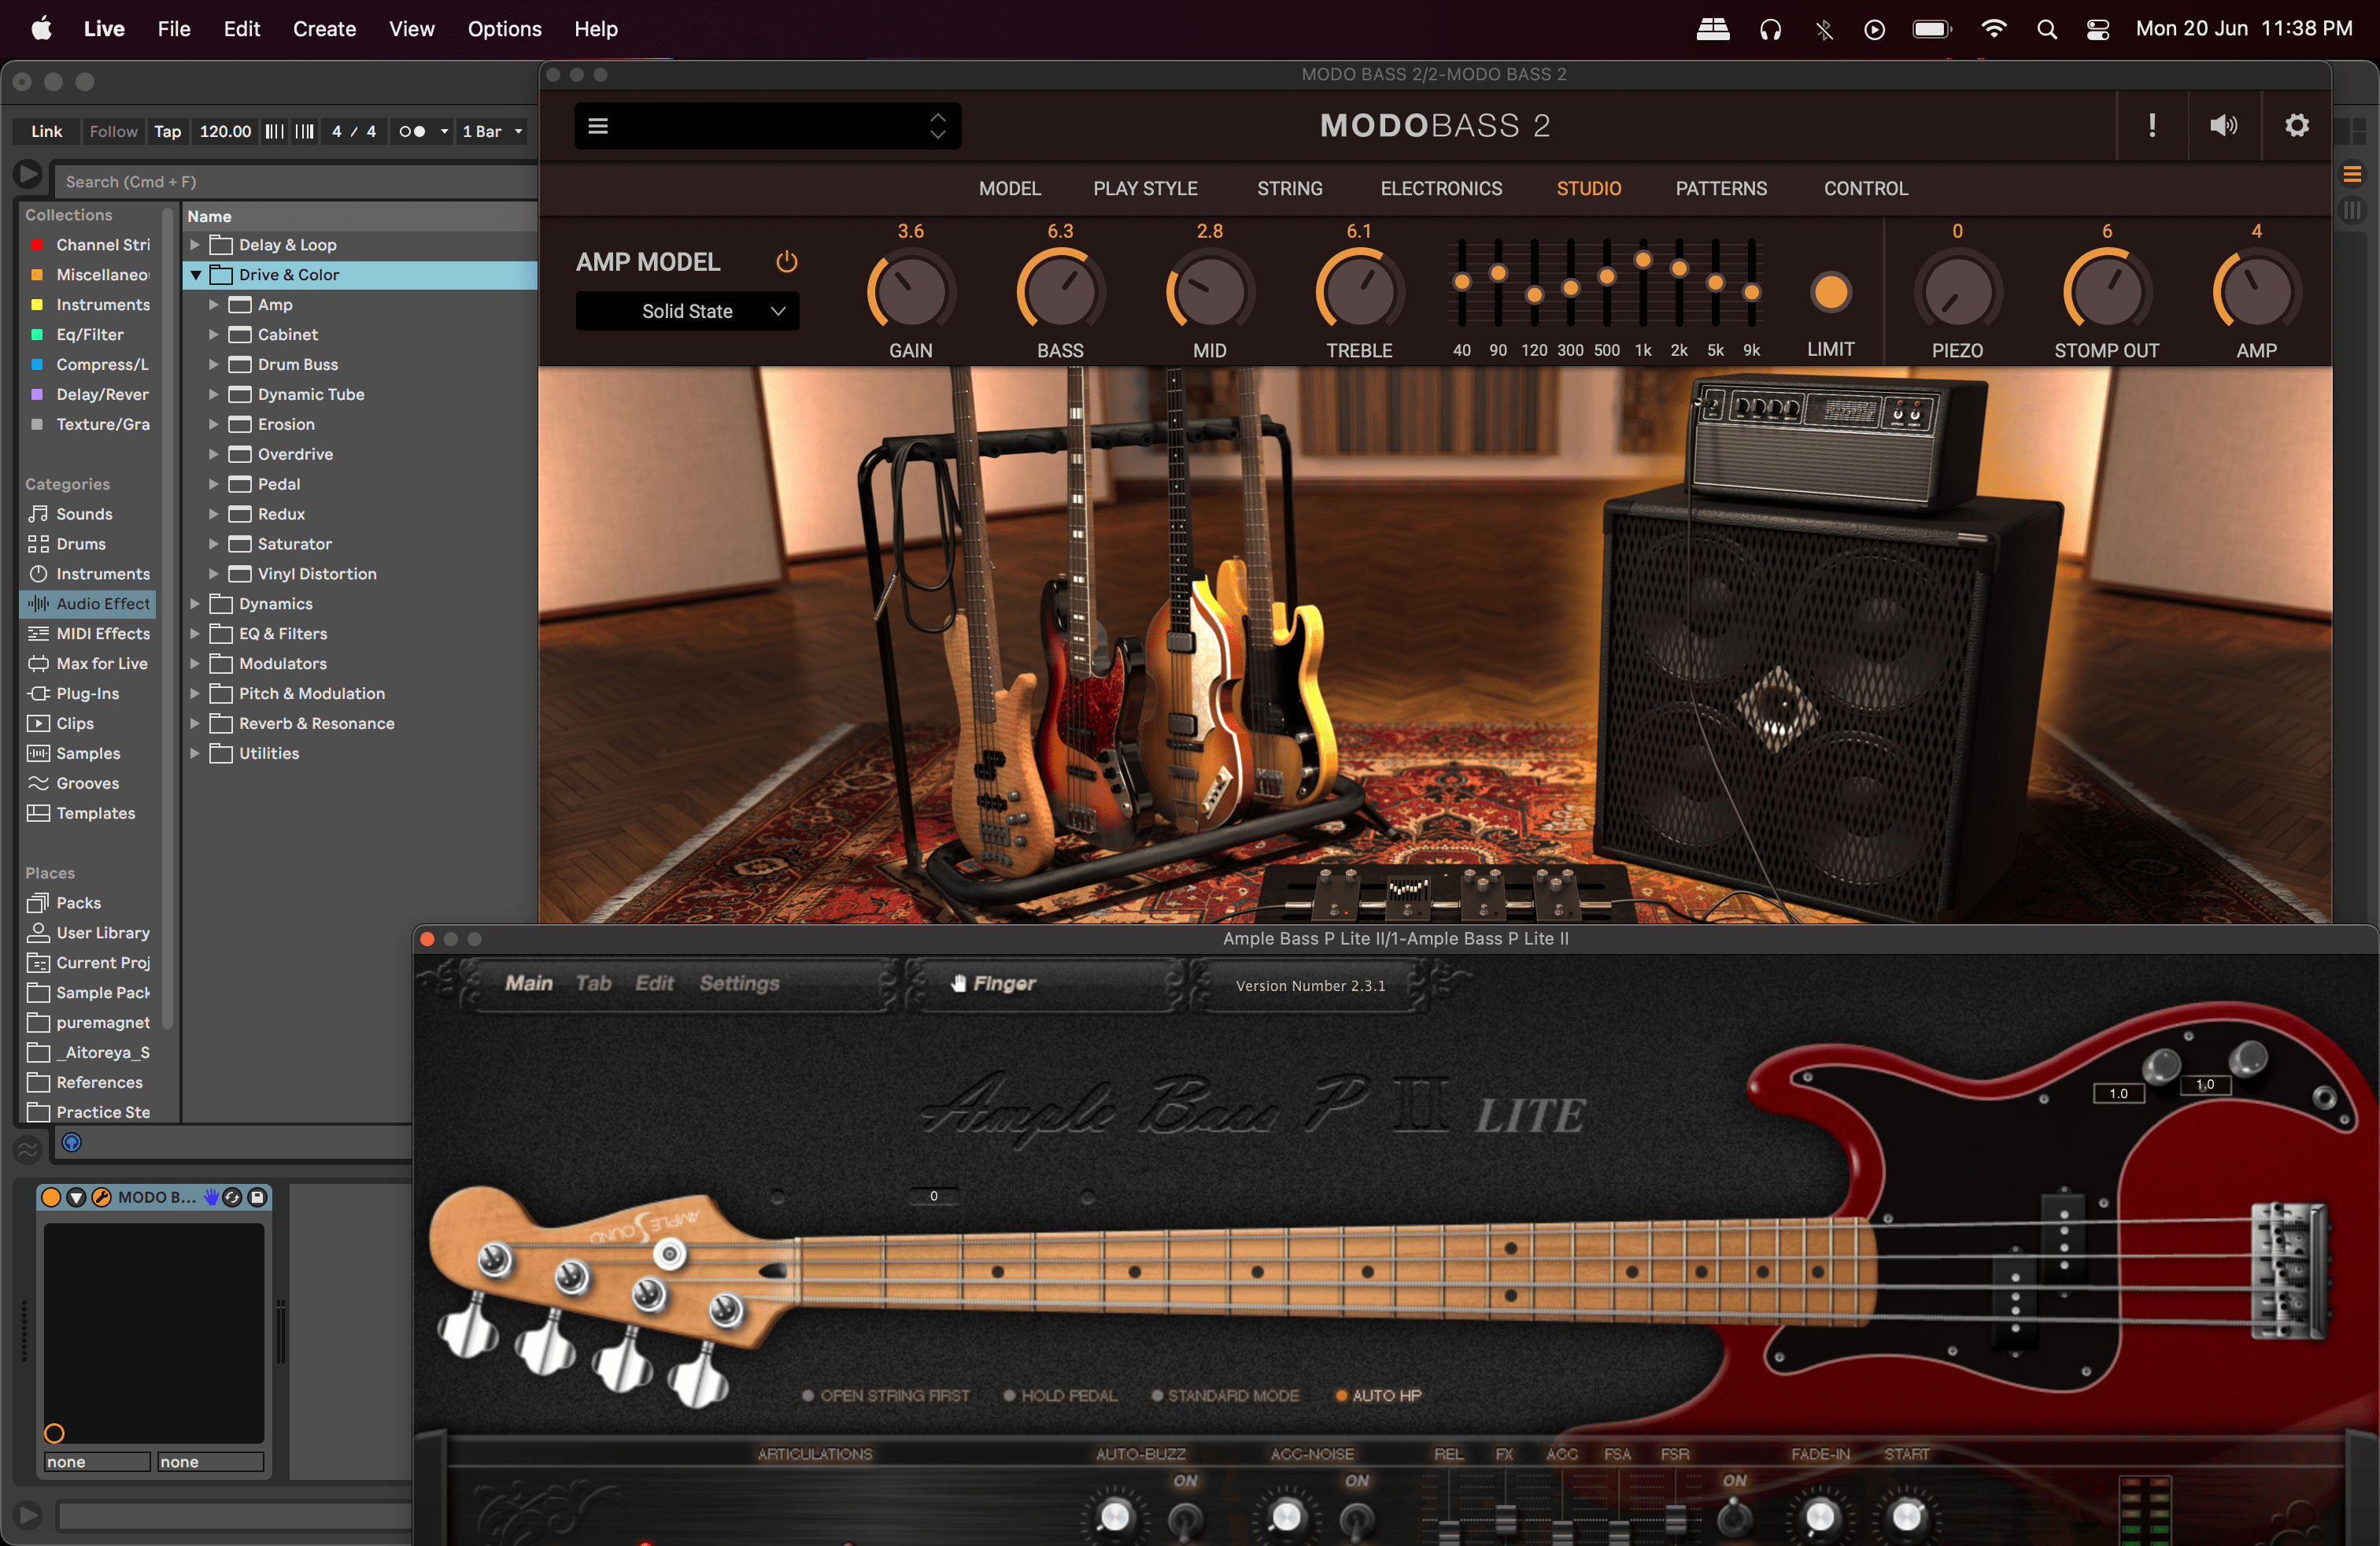 Live File Edit Create View Options Help Mon 20 Jun 11:38 PM
MODO BASS 2/2-MODO BASS 2
Link Follow Tap 120.00 4 / 4 1 Bar
MODOBASS 2 !
Search (Cmd + F)
MODEL PLAY STYLE STRING ELECTRONICS STUDIO PATTERNS CONTROL
Collections
Channel Stri
Miscellaneo
Instruments
Eq/Filter
Compress/L
Delay/Rever
Texture/Gra
Categories
Sounds
Drums
Instruments
Audio Effect
MIDI Effects
Max for Live
Plug-Ins
Clips
Samples
Grooves
Templates
Places
Packs
User Library
Current Proj
Sample Pack
puremagnet
_Aitoreya_S
References
Practice Ste
Name
Delay & Loop
Drive & Color
Amp
Cabinet
Drum Buss
Dynamic Tube
Erosion
Overdrive
Pedal
Redux
Saturator
Vinyl Distortion
Dynamics
EQ & Filters
Modulators
Pitch & Modulation
Reverb & Resonance
Utilities
3.6 6.3 2.8 6.1 0 6 4
AMP MODEL
Solid State
GAIN BASS MID TREBLE 40 90 120 300 500 1k 2k 5k 9k LIMIT PIEZO STOMP OUT AMP
Ample Bass P Lite II/1-Ample Bass P Lite II
Main Tab Edit Settings Finger Version Number 2.3.1
Ample Bass P II LITE
1.0 1.0
0
AMPLE SOUND
MODO B...
none none
OPEN STRING FIRST HOLD PEDAL STANDARD MODE AUTO HP
ARTICULATIONS AUTO-BUZZ ACC-NOISE REL FX ACC FSA FSR FADE-IN START
ON ON ON